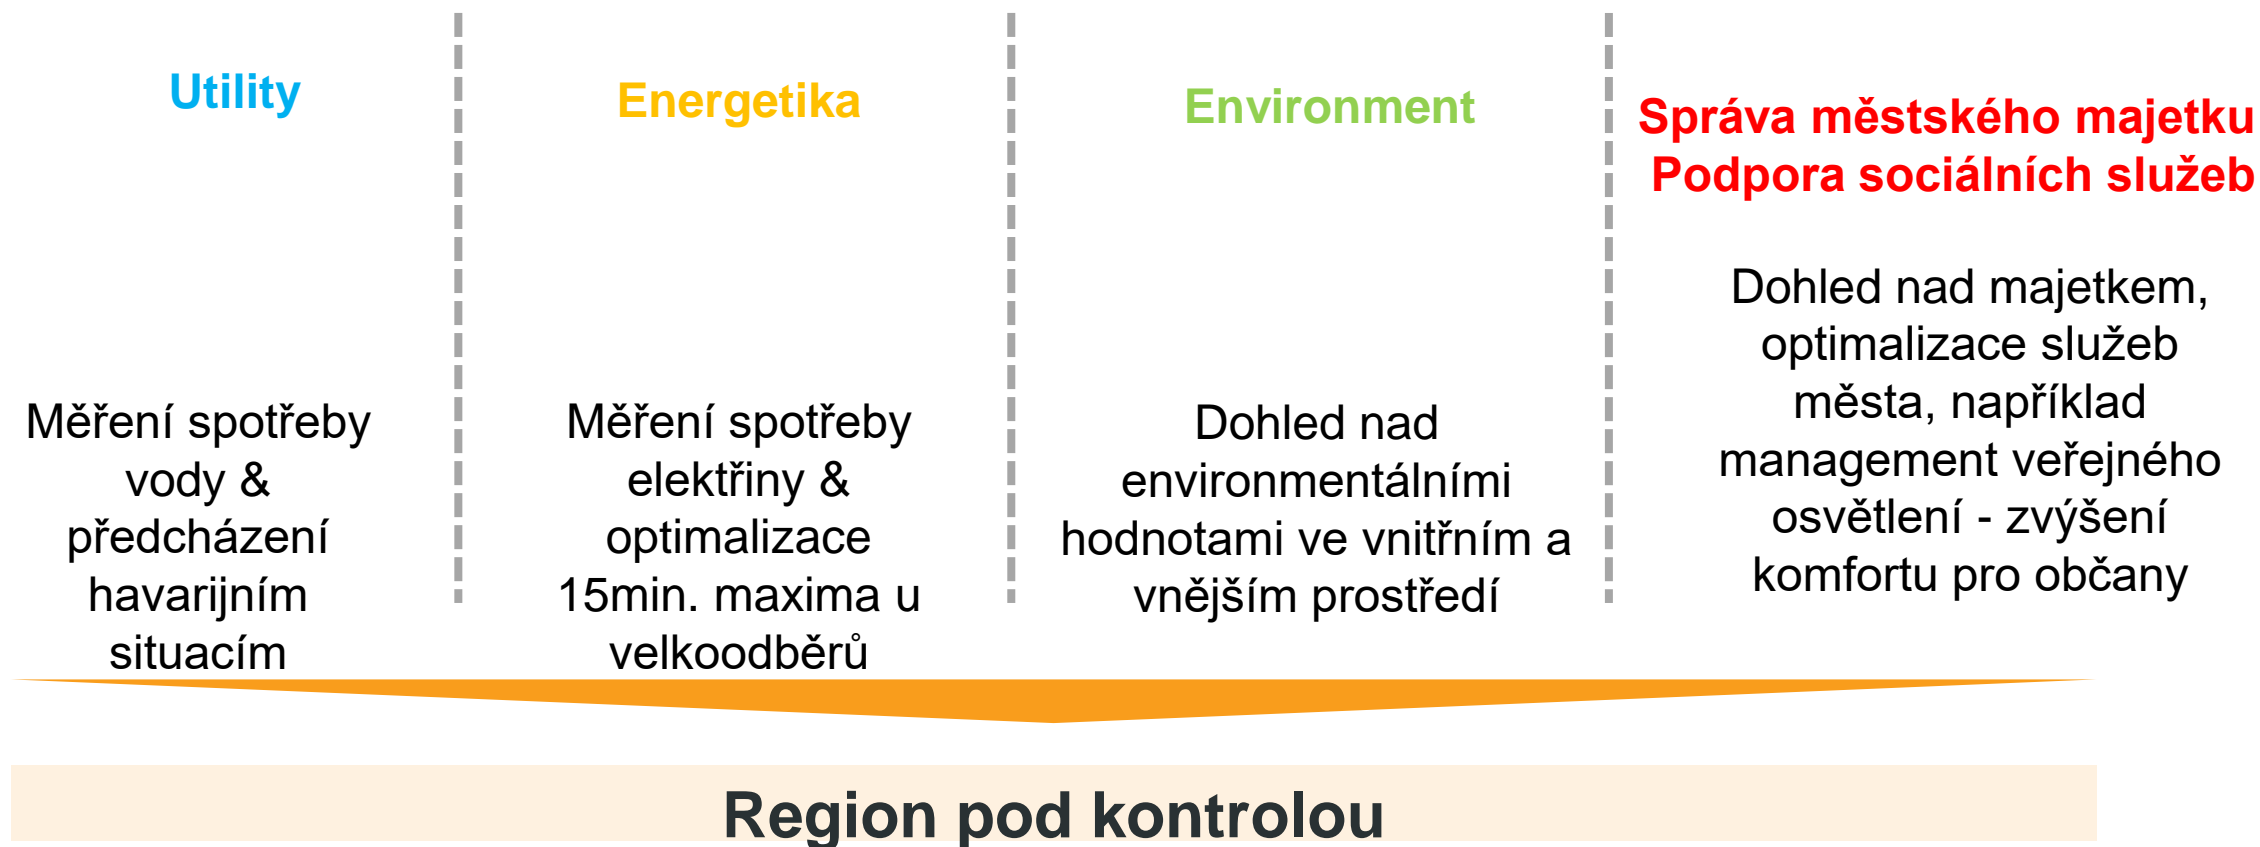 Utility
Měření spotřeby
vody &
předcházení
havarijním
situacím
Energetika
Měření spotřeby
elektřiny &
optimalizace
15min. maxima u
velkoodběrů
Environment
Dohled nad
environmentálními
hodnotami ve vnitřním a
vnějším prostředí
Správa městského majetku
Podpora sociálních služeb
Dohled nad majetkem,
optimalizace služeb
města, například
management veřejného
osvětlení - zvýšení
komfortu pro občany
Region pod kontrolou